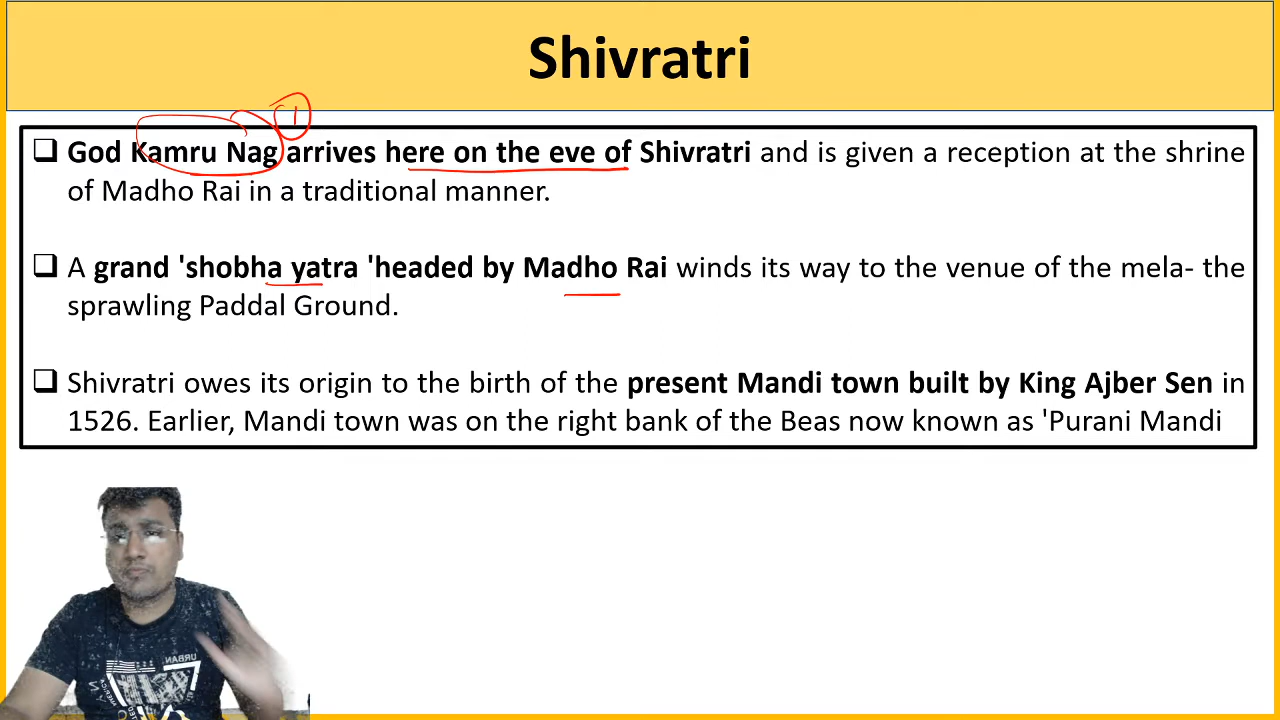 Shivratri
1
❑ God Kamru Nag arrives here on the eve of Shivratri and is given a reception at the shrine
of Madho Rai in a traditional manner.
❑ A grand 'shobha yatra 'headed by Madho Rai winds its way to the venue of the mela- the
sprawling Paddal Ground.
❑ Shivratri owes its origin to the birth of the present Mandi town built by King Ajber Sen in
1526. Earlier, Mandi town was on the right bank of the Beas now known as 'Purani Mandi
URBAN
AMERICA